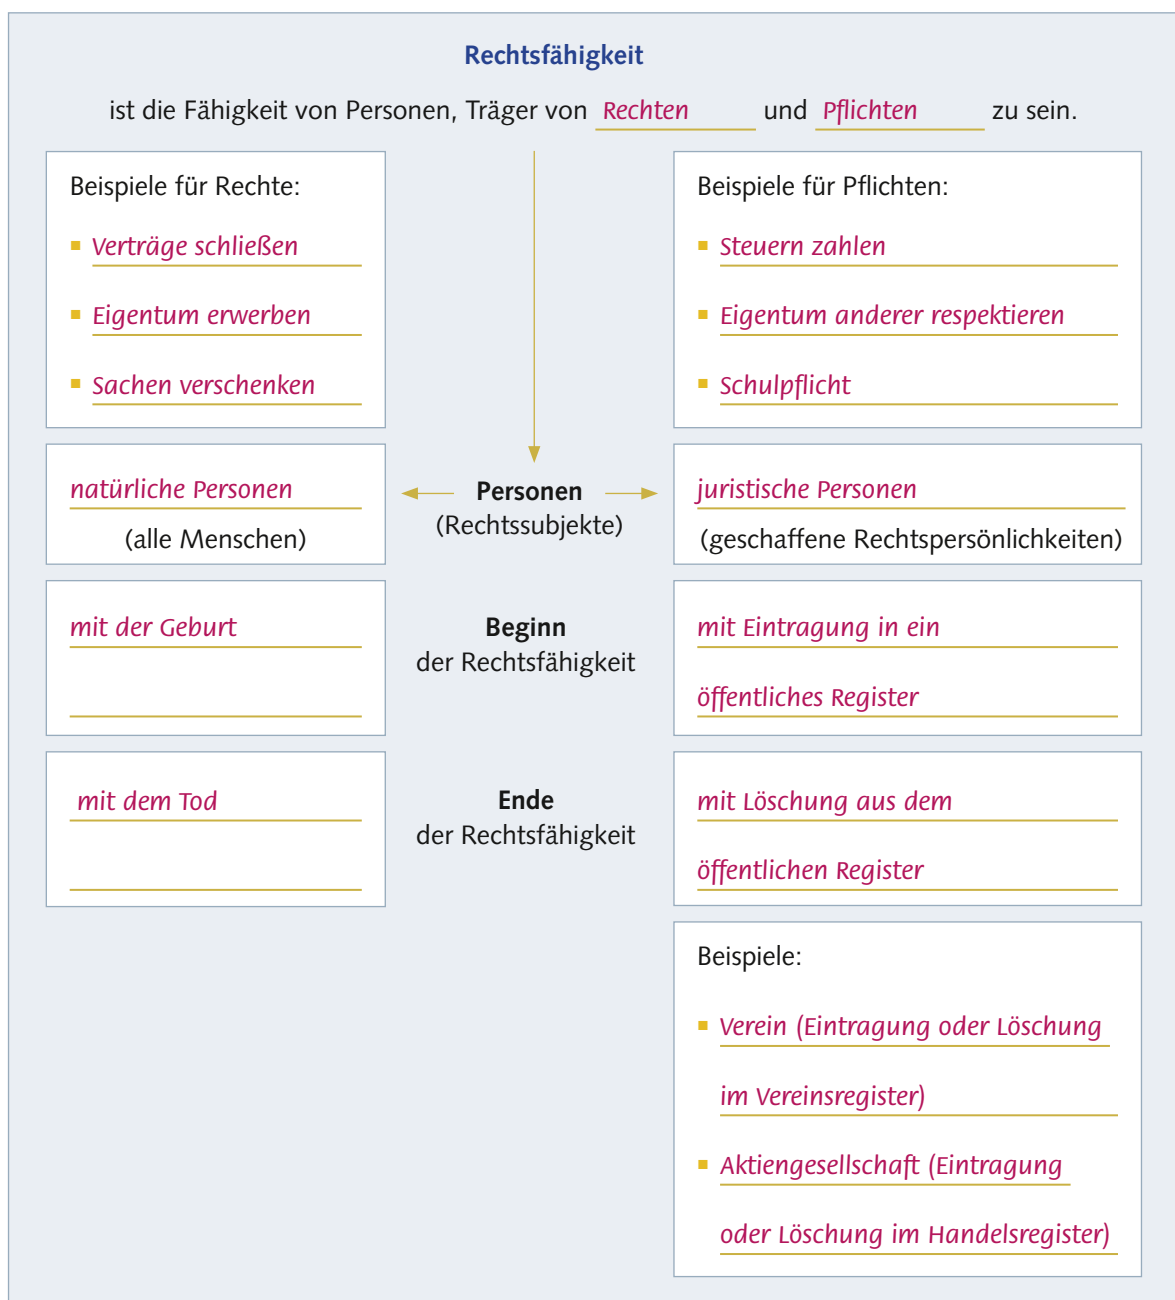 Rechtsfähigkeit
ist die Fähigkeit von Personen, Träger von Rechten und Pflichten zu sein.
Beispiele für Rechte:
Verträge schließen
Eigentum erwerben
Sachen verschenken
Beispiele für Pflichten:
Steuern zahlen
Eigentum anderer respektieren
Schulpflicht
natürliche Personen
(alle Menschen)
Personen
(Rechtssubjekte)
juristische Personen
(geschaffene Rechtspersönlichkeiten)
mit der Geburt
Beginn
der Rechtsfähigkeit
mit Eintragung in ein
öffentliches Register
mit dem Tod
Ende
der Rechtsfähigkeit
mit Löschung aus dem
öffentlichen Register
Beispiele:
Verein (Eintragung oder Löschung
im Vereinsregister)
Aktiengesellschaft (Eintragung
oder Löschung im Handelsregister)